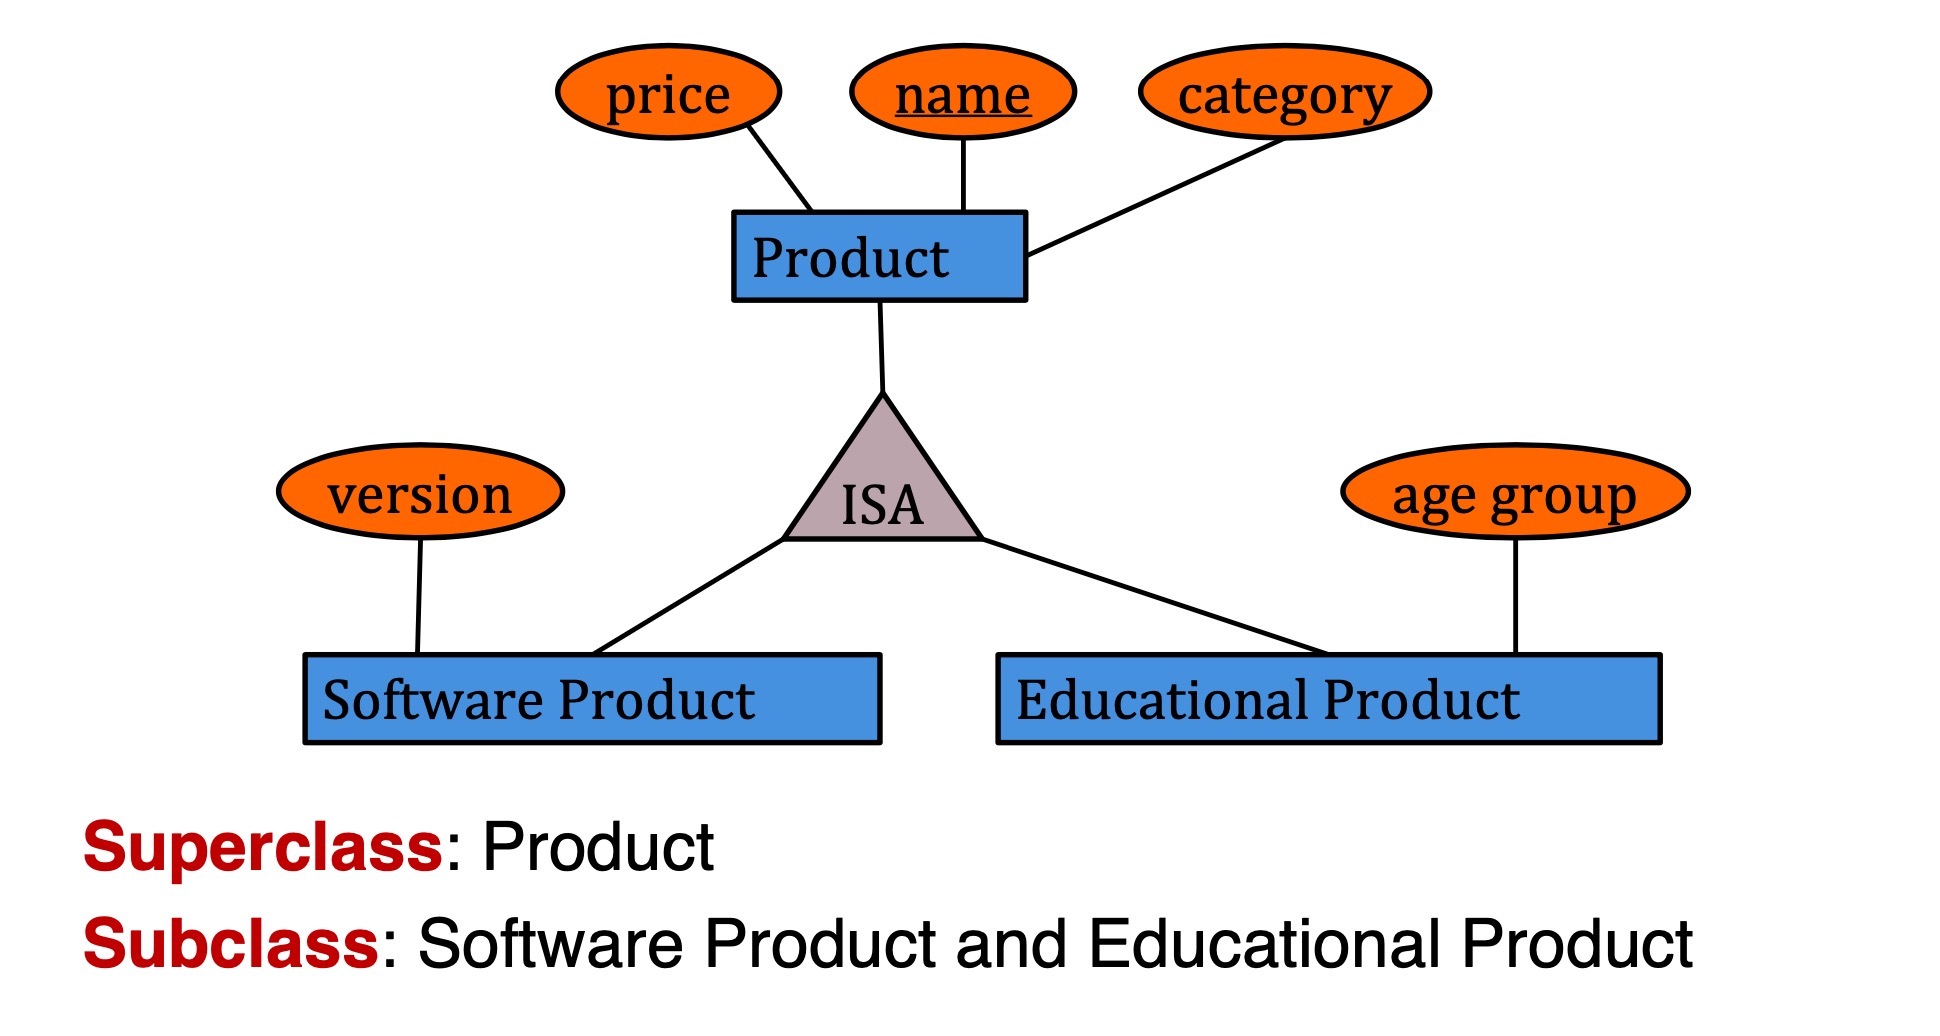 price
name
category
Product
version
ISA
age group
Software Product
Educational Product
Superclass: Product
Subclass: Software Product and Educational Product